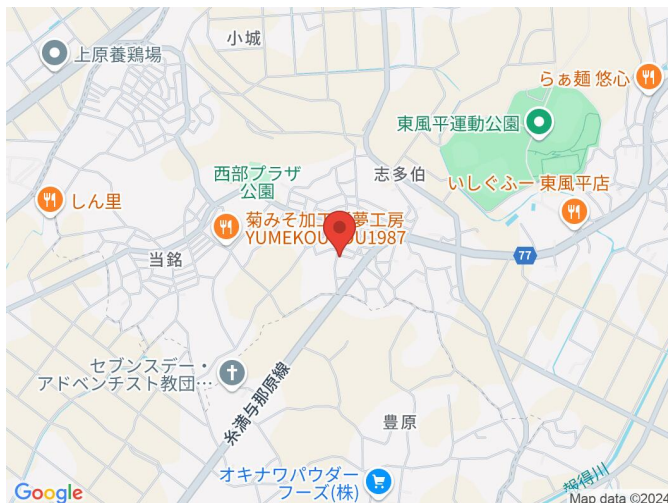 小城
上原養鶏場
らぁ麺 悠心
東風平運動公園
西部プラザ
公園
志多伯
いしぐふー 東風平店
しん里
菊みそ加工
夢工房
YUMEKOU
U1987
当銘
77
セブンスデー・
アドベンチスト教団…
糸満与那原線
豊原
オキナワパウダー
フーズ(株)
報得川
Google
Map data ©2024